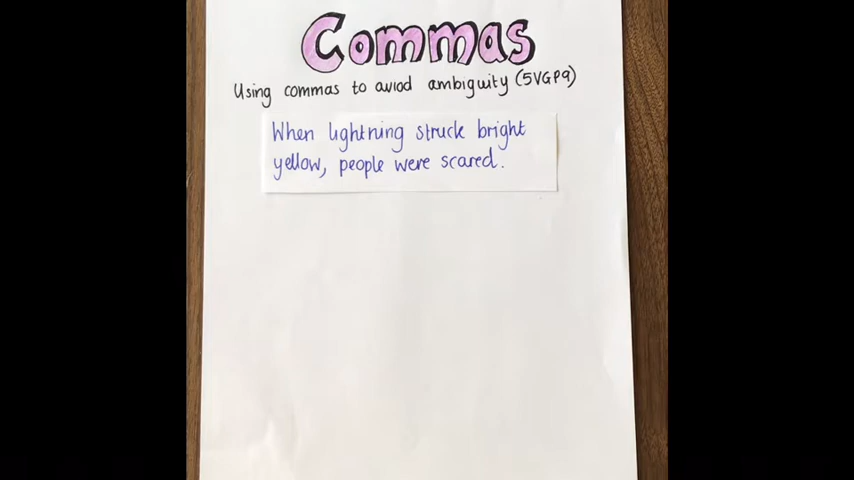 Commas
Using commas to aviod ambiguity (5VGP9)
When lightning struck bright
yellow, people were scared.